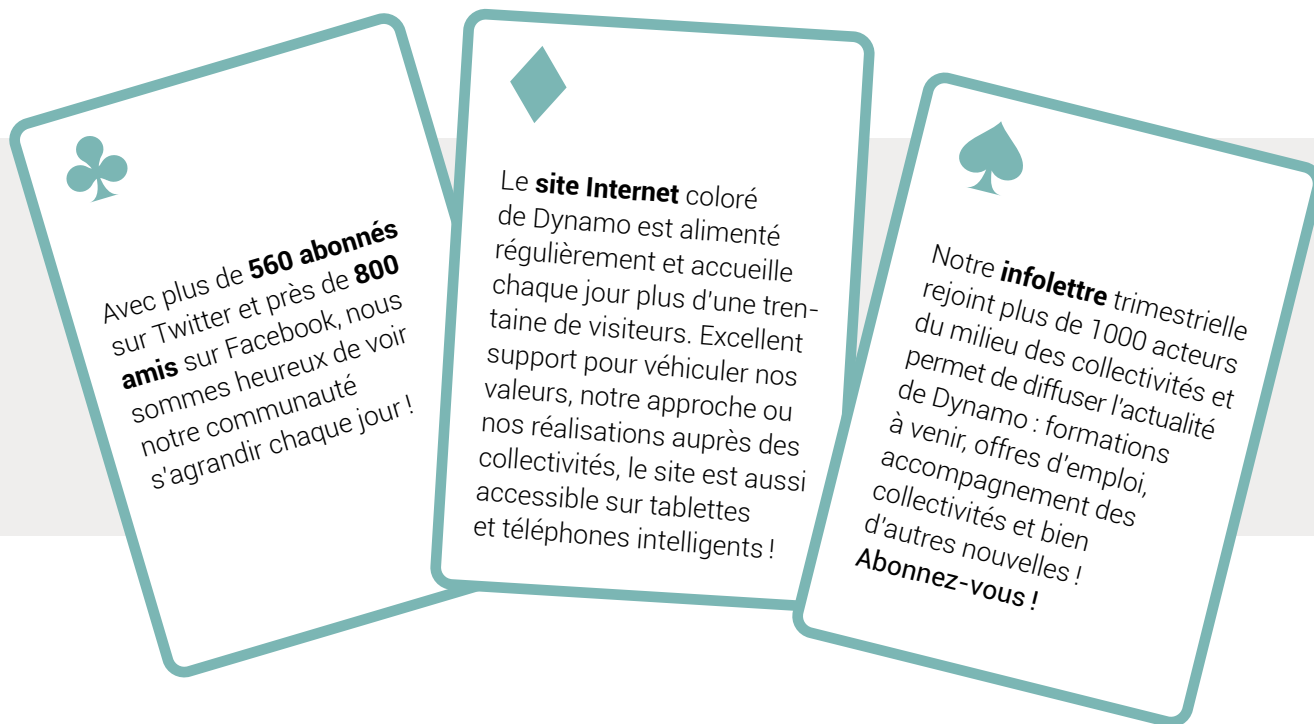 Avec plus de 560 abonnés
sur Twitter et près de 800
amis sur Facebook, nous
sommes heureux de voir
notre communauté
s'agrandir chaque jour !
Le site Internet coloré
de Dynamo est alimenté
régulièrement et accueille
chaque jour plus d'une tren-
taine de visiteurs. Excellent
support pour véhiculer nos
valeurs, notre approche ou
nos réalisations auprès des
collectivités, le site est aussi
accessible sur tablettes
et téléphones intelligents !
Notre infolettre trimestrielle
rejoint plus de 1000 acteurs
du milieu des collectivités et
permet de diffuser l'actualité
de Dynamo : formations
à venir, offres d'emploi,
accompagnement des
collectivités et bien
d'autres nouvelles !
Abonnez-vous !